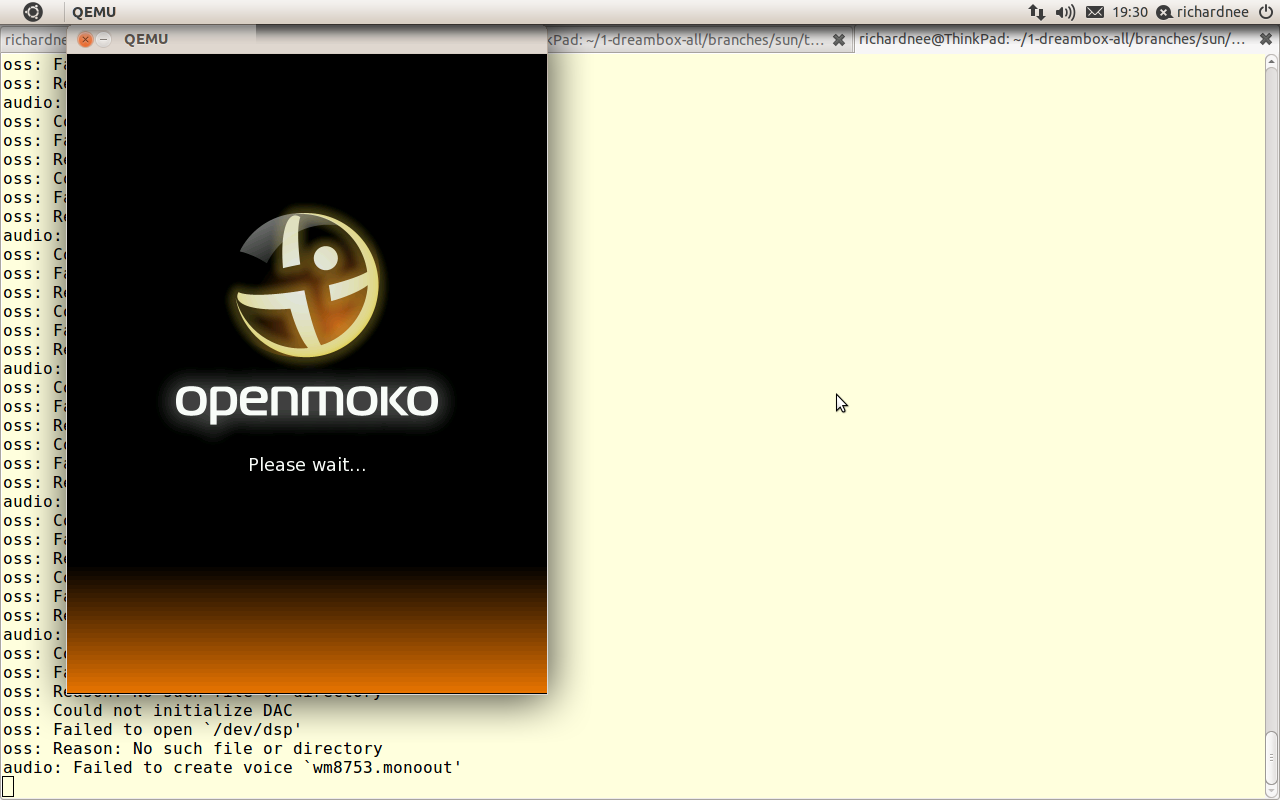 QEMU
19:30
richardnee
richardne
kPad: ~/1-dreambox-all/branches/sun/t...
richardnee@ThinkPad: ~/1-dreambox-all/branches/sun/...
QEMU
oss: Fa
oss: Re
audio:
oss: Co
oss: Fa
oss: Re
oss: Co
oss: Fa
oss: Re
audio:
oss: Co
oss: Fa
oss: Re
oss: Co
oss: Fa
oss: Re
audio:
oss: Co
oss: Fa
oss: Re
oss: Co
oss: Fa
oss: Re
audio:
oss: Co
oss: Fa
oss: Re
oss: Co
oss: Fa
oss: Re
audio:
oss: Co
oss: Fa
oss: Reason: No such file or directory
oss: Could not initialize DAC
oss: Failed to open `/dev/dsp'
oss: Reason: No such file or directory
audio: Failed to create voice `wm8753.monoout'
openmoko
Please wait...